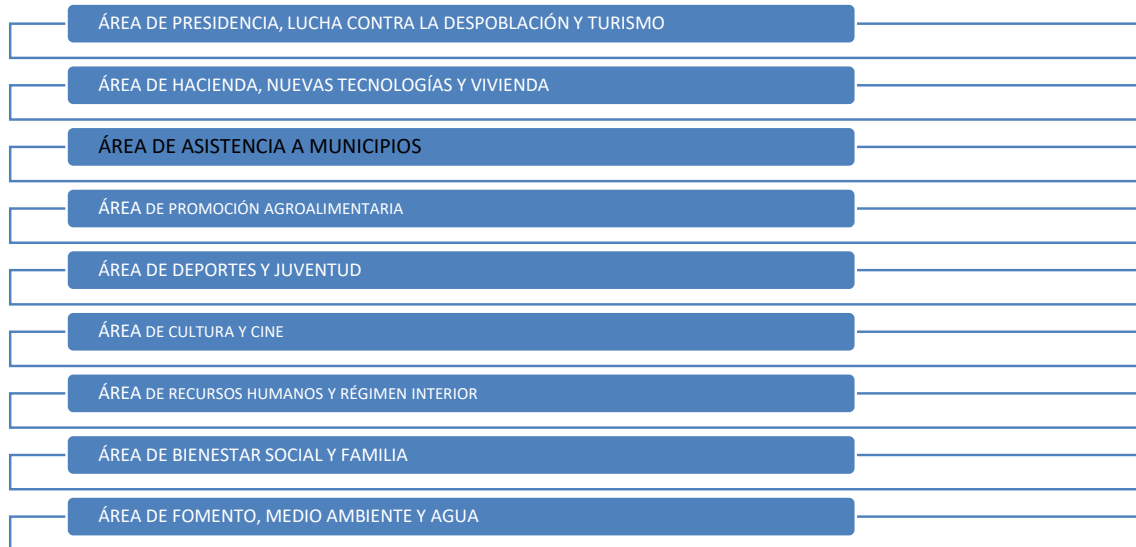 ÁREA DE PRESIDENCIA, LUCHA CONTRA LA DESPOBLACIÓN Y TURISMO
ÁREA DE HACIENDA, NUEVAS TECNOLOGÍAS Y VIVIENDA
ÁREA DE ASISTENCIA A MUNICIPIOS
ÁREA DE PROMOCIÓN AGROALIMENTARIA
ÁREA DE DEPORTES Y JUVENTUD
ÁREA DE CULTURA Y CINE
ÁREA DE RECURSOS HUMANOS Y RÉGIMEN INTERIOR
ÁREA DE BIENESTAR SOCIAL Y FAMILIA
ÁREA DE FOMENTO, MEDIO AMBIENTE Y AGUA